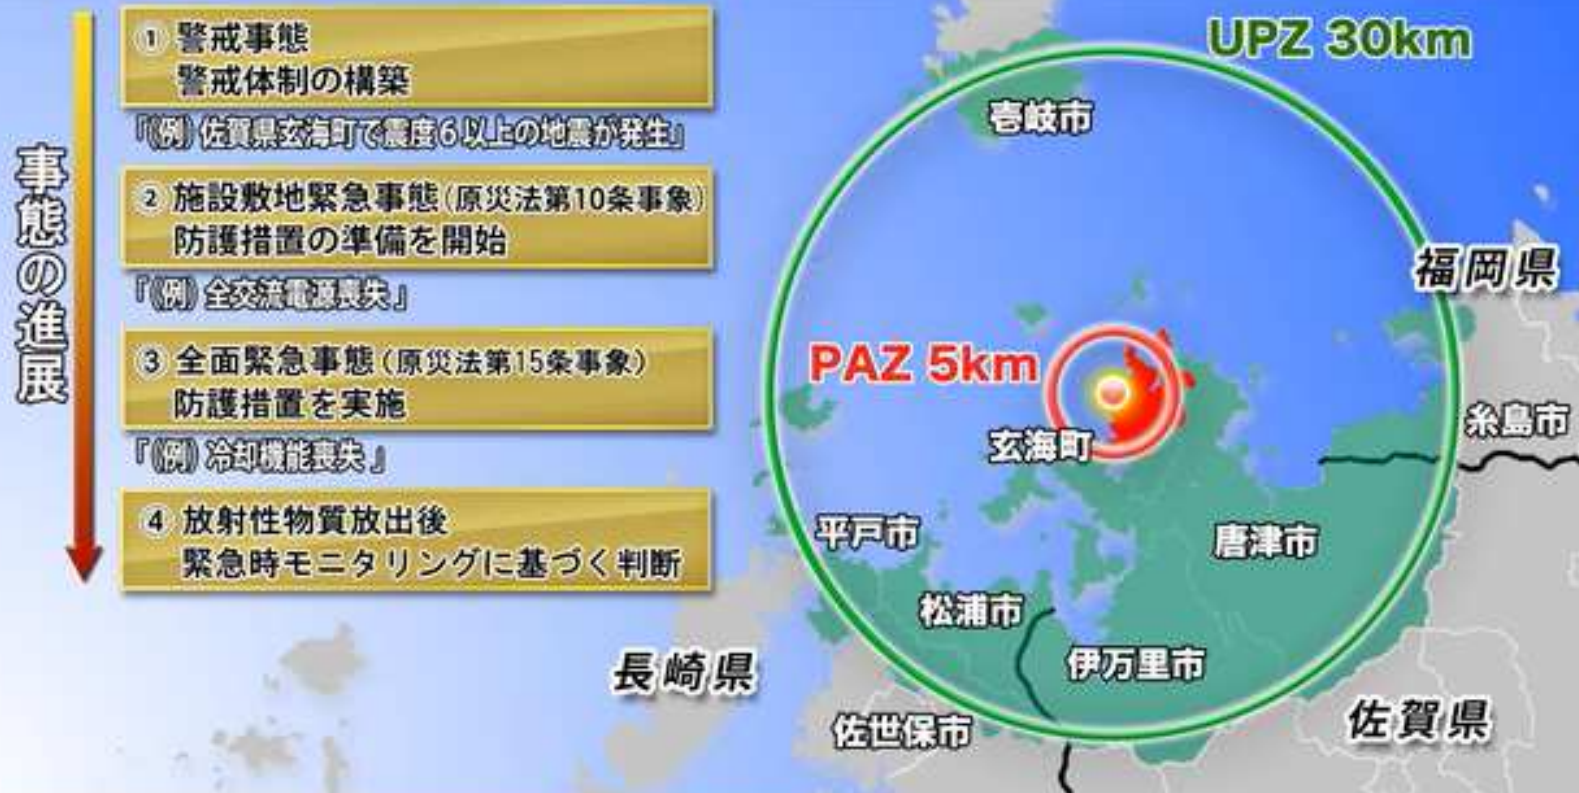 事態の進展
① 警戒事態
警戒体制の構築
「(例) 佐賀県玄海町で震度6以上の地震が発生」
② 施設敷地緊急事態(原災法第10条事象)
防護措置の準備を開始
「(例) 全交流電源喪失」
③ 全面緊急事態(原災法第15条事象)
防護措置を実施
「(例) 冷却機能喪失」
④ 放射性物質放出後
緊急時モニタリングに基づく判断
UPZ 30km
壱岐市
福岡県
PAZ 5km
玄海町
糸島市
平戸市
唐津市
松浦市
伊万里市
長崎県
佐世保市
佐賀県